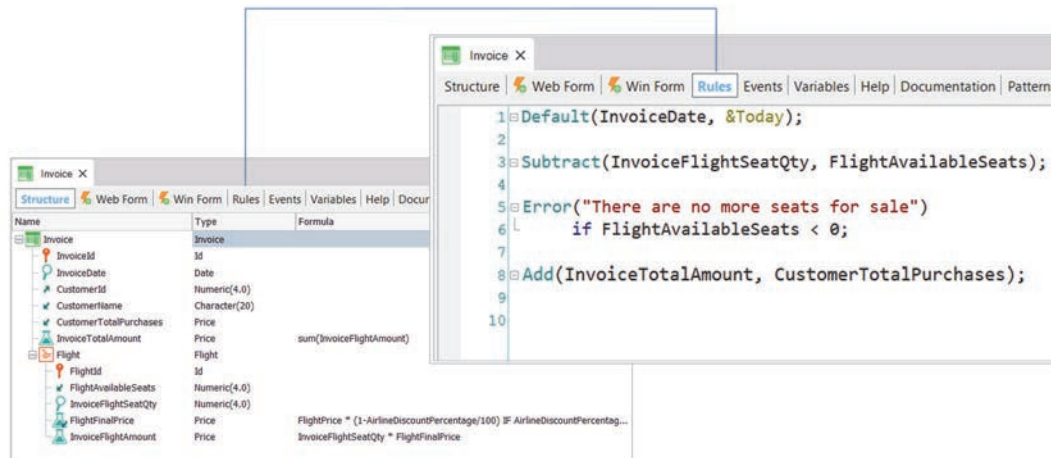 Invoice X
Structure Web Form Win Form Rules Events Variables Help Documentation Pattern
1 Default(InvoiceDate, &Today);
2
3 Subtract(InvoiceFlightSeatQty, FlightAvailableSeats);
4
5 Error("There are no more seats for sale")
6 if FlightAvailableSeats < 0;
7
8 Add(InvoiceTotalAmount, CustomerTotalPurchases);
9
10
Invoice X
Structure Web Form Win Form Rules Events Variables Help Docur
Name Type Formula
Invoice Invoice
InvoiceId Id
InvoiceDate Date
CustomerId Numeric(4.0)
CustomerName Character(20)
CustomerTotalPurchases Price
InvoiceTotalAmount Price sum(InvoiceFlightAmount)
Flight Flight
FlightId Id
FlightAvailableSeats Numeric(4.0)
InvoiceFlightSeatQty Numeric(4.0)
FlightFinalPrice Price FlightPrice * (1-AirlineDiscountPercentage/100) IF AirlineDiscountPercentag...
InvoiceFlightAmount Price InvoiceFlightSeatQty * FlightFinalPrice